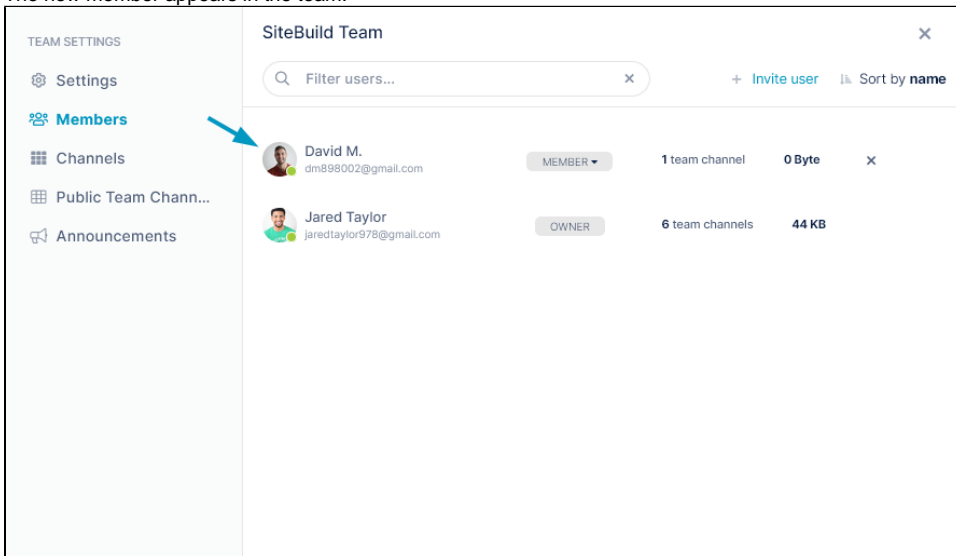 The new member appears in the team.
TEAM SETTINGS
Settings
Members
Channels
Public Team Chann...
Announcements
SiteBuild Team
Filter users...
+ Invite user
Sort by name
David M.
dm898002@gmail.com
MEMBER
1 team channel
0 Byte
Jared Taylor
jaredtaylor978@gmail.com
OWNER
6 team channels
44 KB